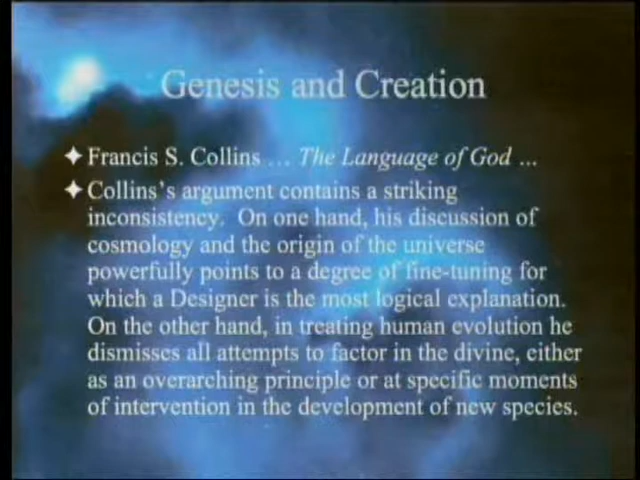 Genesis and Creation
Francis S. Collins … The Language of God ...
Collins's argument contains a striking
inconsistency. On one hand, his discussion of
cosmology and the origin of the universe
powerfully points to a degree of fine-tuning for
which a Designer is the most logical explanation.
On the other hand, in treating human evolution he
dismisses all attempts to factor in the divine, either
as an overarching principle or at specific moments
of intervention in the development of new species.